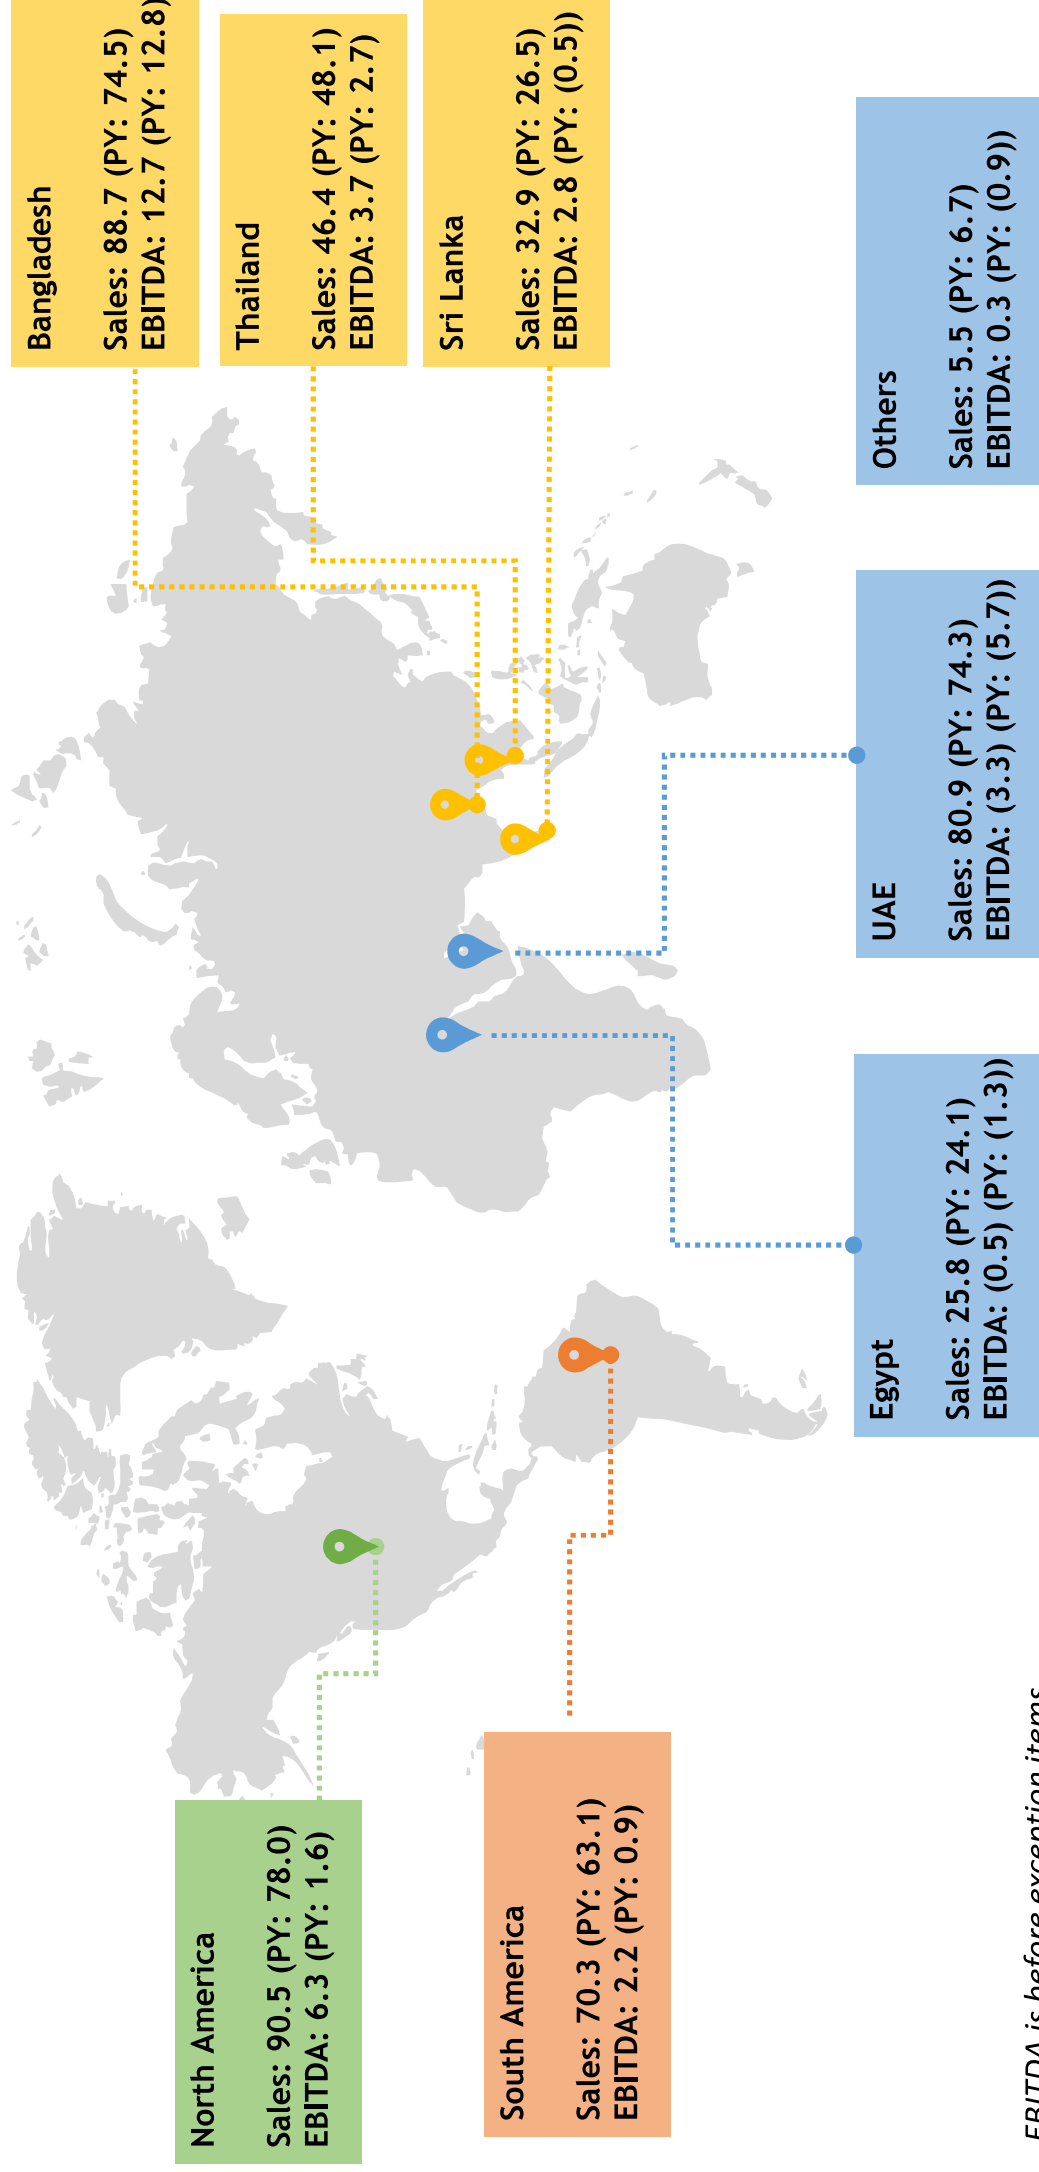 North America
Sales: 90.5 (PY: 78.0)
EBITDA: 6.3 (PY: 1.6)
South America
Sales: 70.3 (PY: 63.1)
EBITDA: 2.2 (PY: 0.9)
Bangladesh
Sales: 88.7 (PY: 74.5)
EBITDA: 12.7 (PY: 12.8)
Thailand
Sales: 46.4 (PY: 48.1)
EBITDA: 3.7 (PY: 2.7)
Sri Lanka
Sales: 32.9 (PY: 26.5)
EBITDA: 2.8 (PY: (0.5))
Egypt
Sales: 25.8 (PY: 24.1)
EBITDA: (0.5) (PY: (1.3))
UAE
Sales: 80.9 (PY: 74.3)
EBITDA: (3.3) (PY: (5.7))
Others
Sales: 5.5 (PY: 6.7)
EBITDA: 0.3 (PY: (0.9))
EBITDA is before exception items